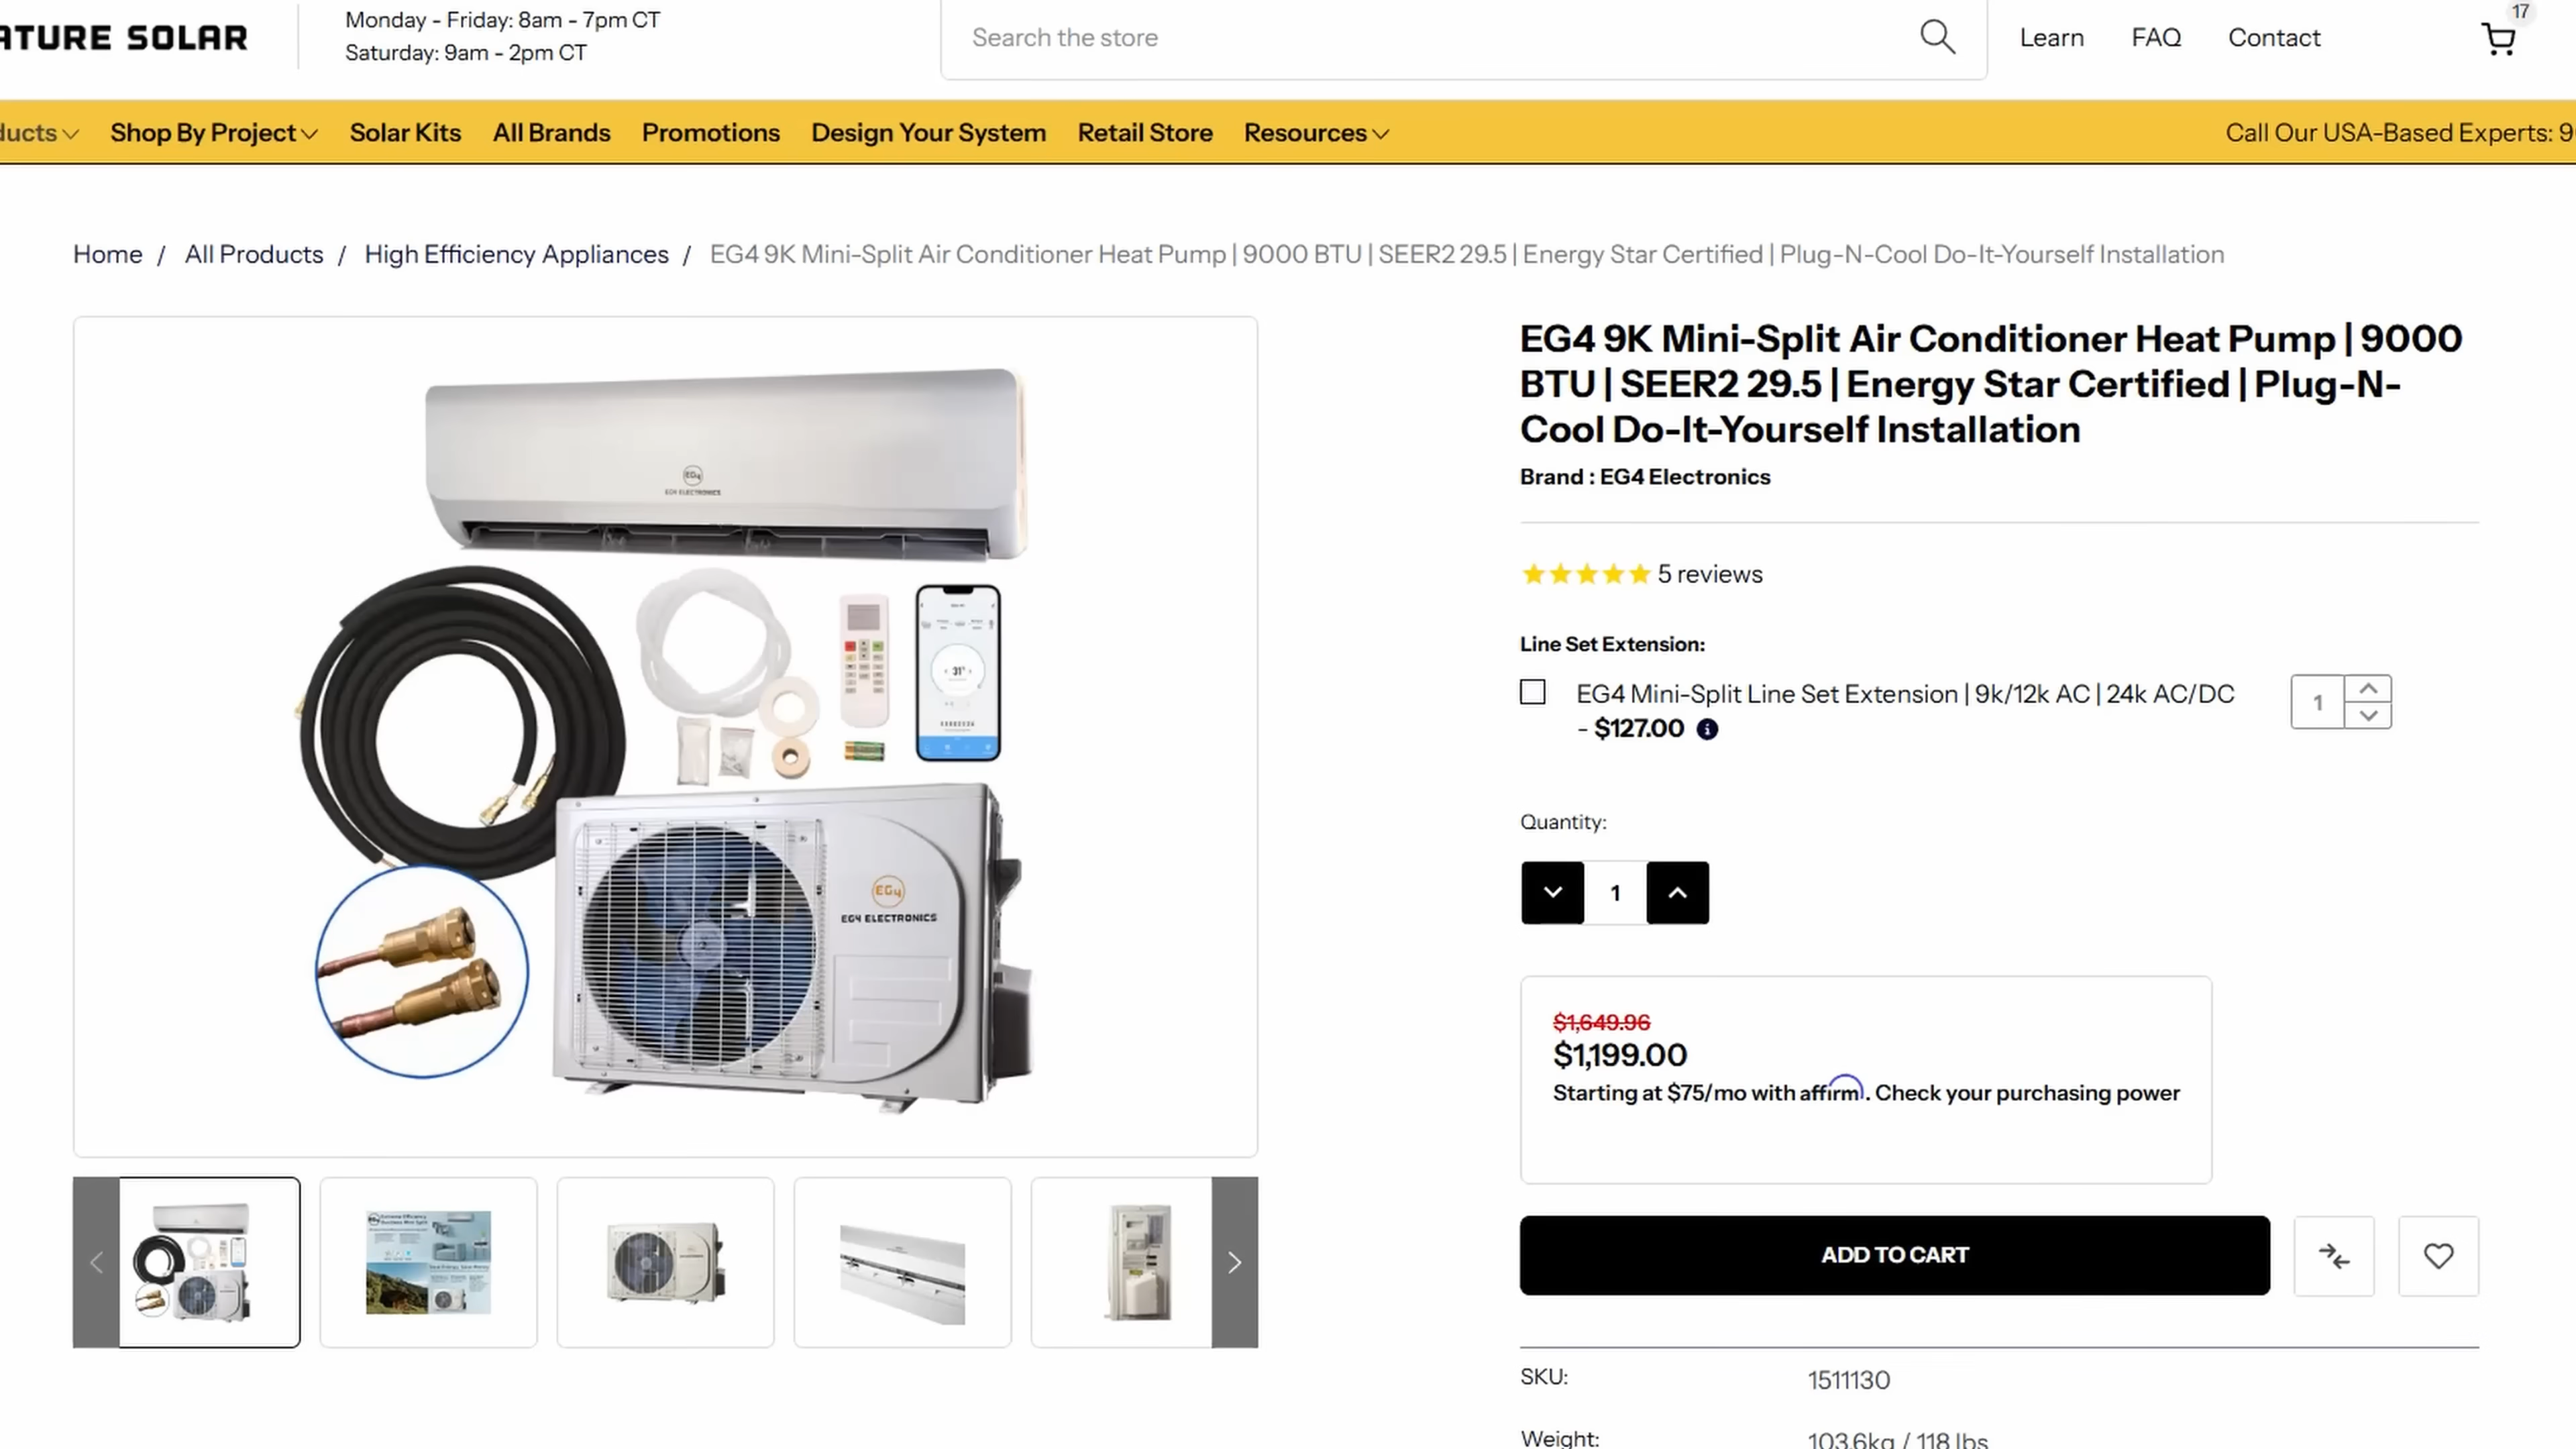 ATURE SOLAR
Monday - Friday: 8am - 7pm CT
Saturday: 9am - 2pm CT
Search the store
Learn
FAQ
Contact
17
ducts
Shop By Project
Solar Kits
All Brands
Promotions
Design Your System
Retail Store
Resources
Call Our USA-Based Experts: 9
Home / All Products / High Efficiency Appliances / EG4 9K Mini-Split Air Conditioner Heat Pump | 9000 BTU | SEER2 29.5 | Energy Star Certified | Plug-N-Cool Do-It-Yourself Installation
EG4
EG4 ELECTRONICS
31°
EG4
EG4 ELECTRONICS
EG4 9K Mini-Split Air Conditioner Heat Pump | 9000
BTU | SEER2 29.5 | Energy Star Certified | Plug-N-
Cool Do-It-Yourself Installation
Brand : EG4 Electronics
5 reviews
Line Set Extension:
EG4 Mini-Split Line Set Extension | 9k/12k AC | 24k AC/DC
- $127.00
1
Quantity:
1
$1,649.96
$1,199.00
Starting at $75/mo with affirm. Check your purchasing power
ADD TO CART
SKU: 1511130
Weight: 103.6kg / 118 lbs